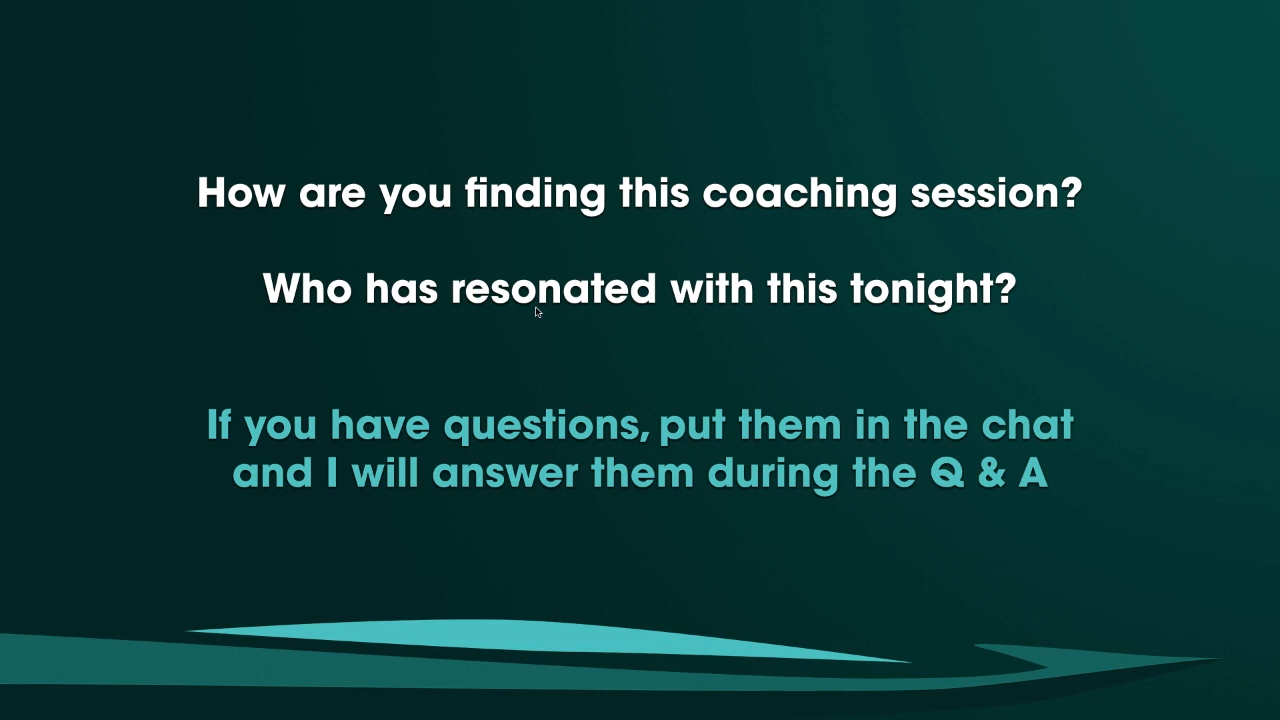 How are you finding this coaching session?
Who has resonated with this tonight?
If you have questions, put them in the chat
and I will answer them during the Q & A